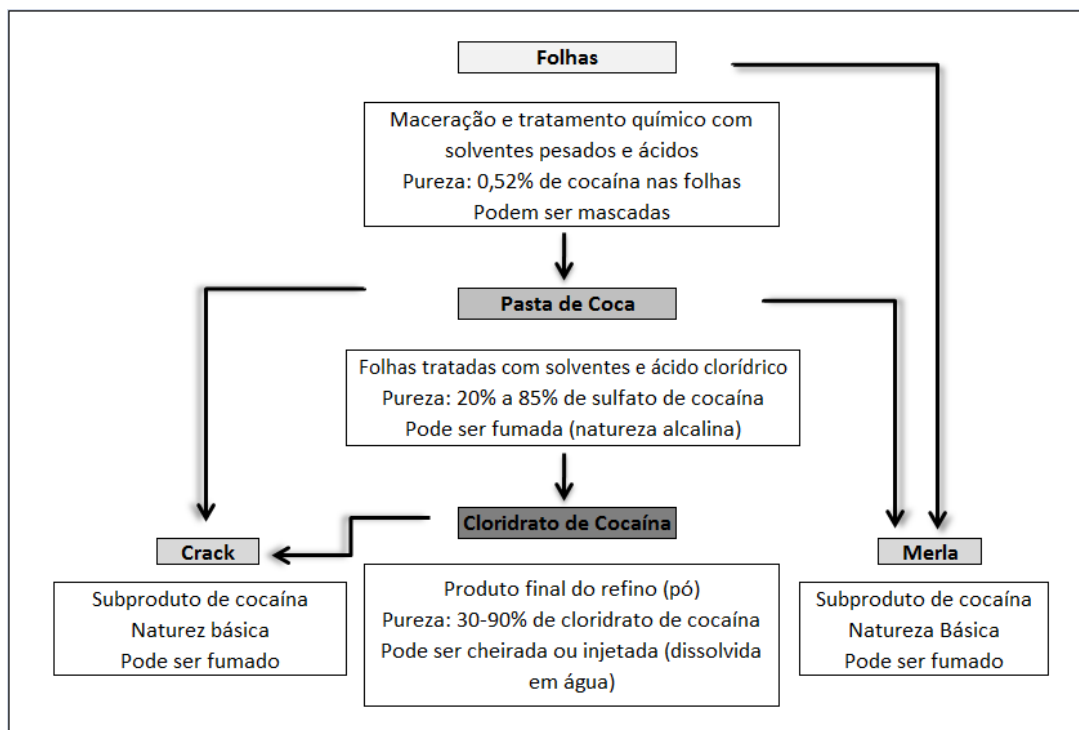 Folhas
Maceração e tratamento químico com
solventes pesados e ácidos
Pureza: 0,52% de cocaína nas folhas
Podem ser mascadas
Pasta de Coca
Folhas tratadas com solventes e ácido clorídrico
Pureza: 20% a 85% de sulfato de cocaína
Pode ser fumada (natureza alcalina)
Cloridrato de Cocaína
Crack
Merla
Subproduto de cocaína
Naturez básica
Pode ser fumado
Produto final do refino (pó)
Pureza: 30-90% de cloridrato de cocaína
Pode ser cheirada ou injetada (dissolvida
em água)
Subproduto de cocaína
Natureza Básica
Pode ser fumado